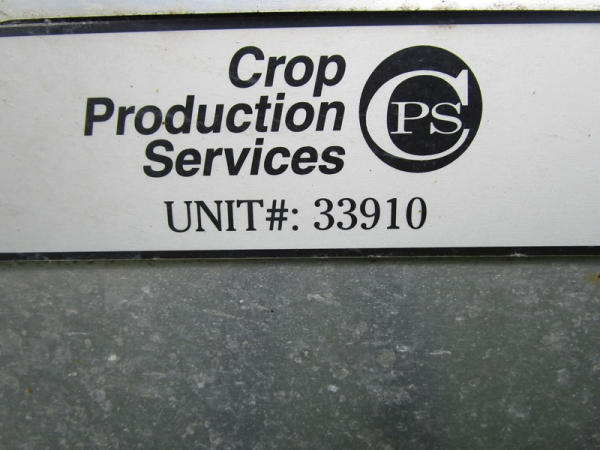 Crop
Production
Services
CPS
UNIT#: 33910